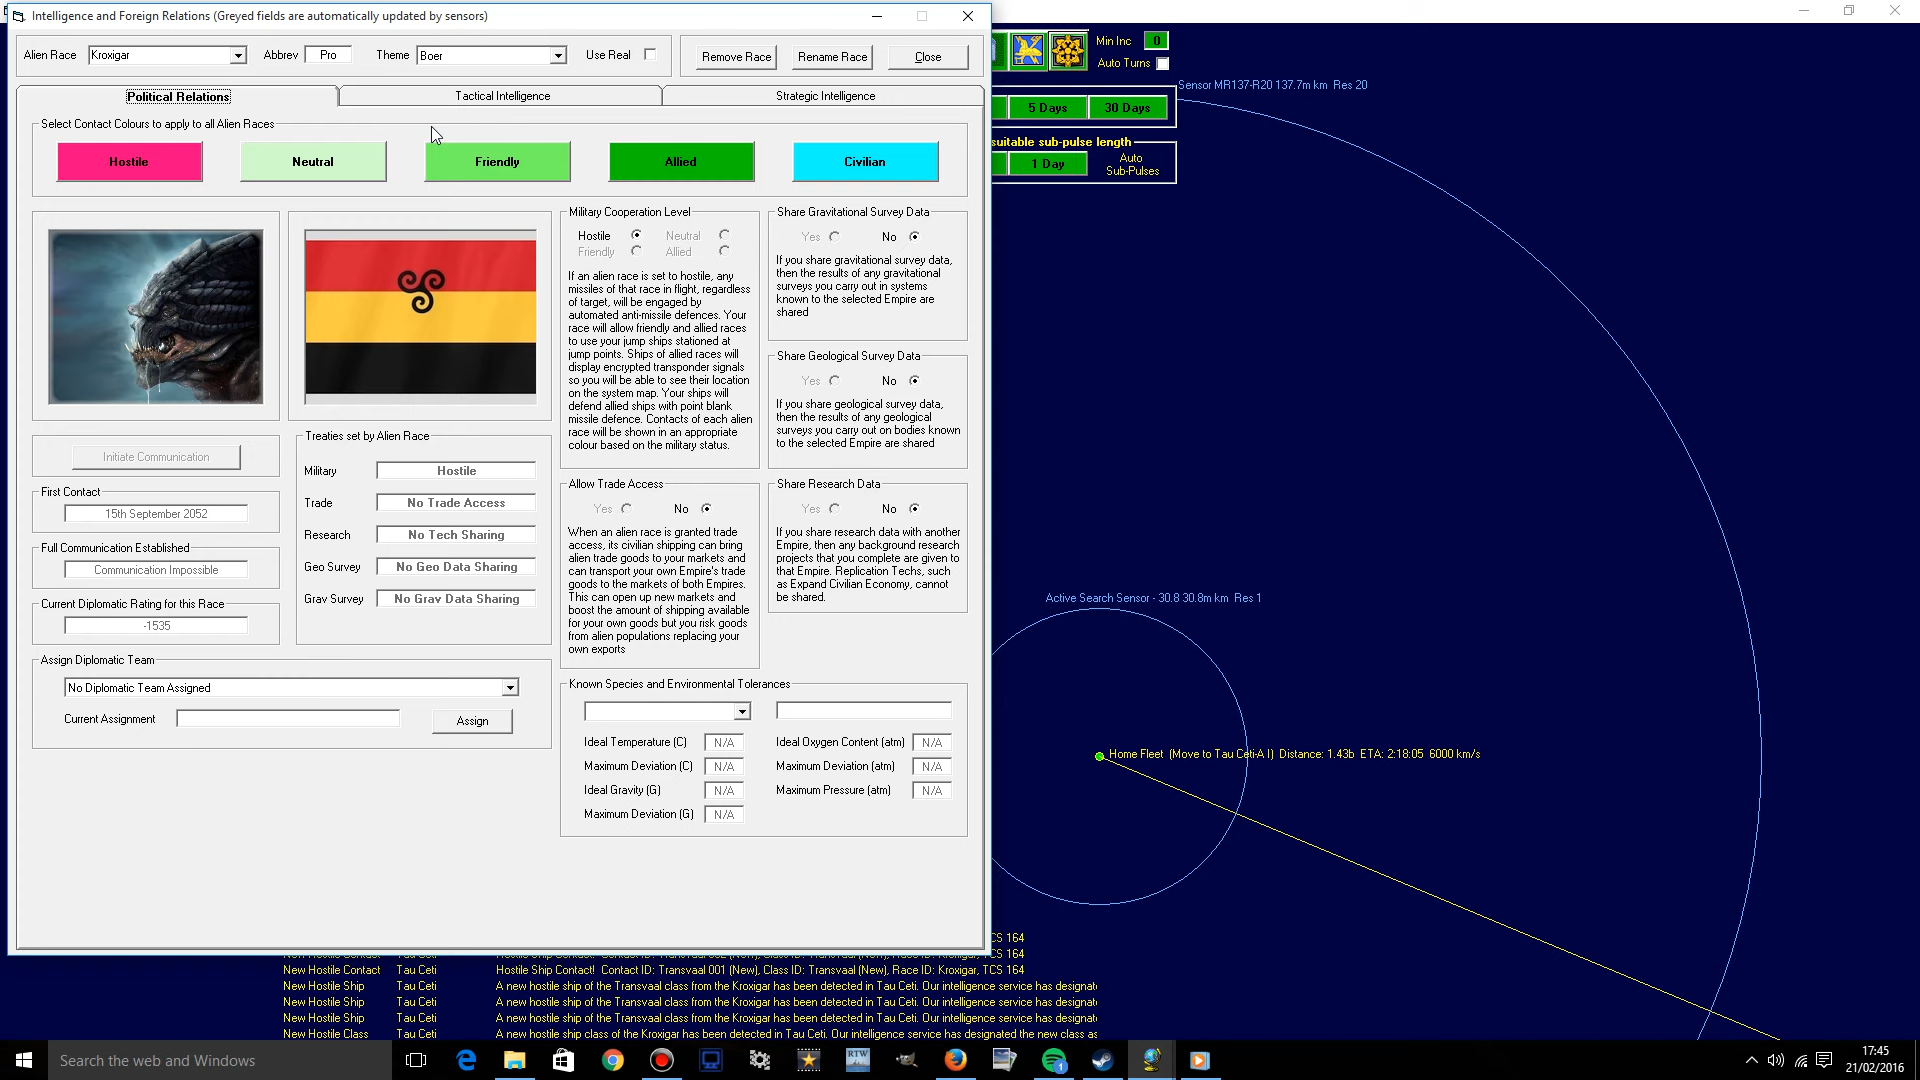 Intelligence and Foreign Relations (Greyed fields are automatically updated by sensors)
Alien Race Kroxigar Abbrev Pro Theme Boer Use Real Remove Race Rename Race Close
Political Relations Tactical Intelligence Strategic Intelligence
Select Contact Colours to apply to all Alien Races
Hostile Neutral Friendly Allied Civilian
Military Cooperation Level
Hostile Neutral
Friendly Allied
If an alien race is set to hostile, any
missiles of that race in flight, regardless
of target, will be engaged by
automated anti-missile defences. Your
race will allow friendly and allied races
to use your jump ships stationed at
jump points. Ships of allied races will
display encrypted transponder signals
so you will be able to see their location
on the system map. Your ships will
defend allied ships with point blank
missile defence. Contacts of each alien
race will be shown in an appropriate
colour based on the military status.
Share Gravitational Survey Data
Yes No
If you share gravitational survey data,
then the results of any gravitational
surveys you carry out in systems
known to the selected Empire are
shared
Share Geological Survey Data
Yes No
If you share geological survey data,
then the results of any geological
surveys you carry out on bodies known
to the selected Empire are shared
Initiate Communication
First Contact
15th September 2052
Full Communication Established
Communication Impossible
Current Diplomatic Rating for this Race
-1535
Treaties set by Alien Race
Military Hostile
Trade No Trade Access
Research No Tech Sharing
Geo Survey No Geo Data Sharing
Grav Survey No Grav Data Sharing
Allow Trade Access
Yes No
When an alien race is granted trade
access, its civilian shipping can bring
alien trade goods to your markets and
can transport your own Empire's trade
goods to the markets of both Empires.
This can open up new markets and
boost the amount of shipping available
for your own goods but you risk goods
from alien populations replacing your
own exports
Share Research Data
Yes No
If you share research data with another
Empire, then any background research
projects that you complete are given to
that Empire. Replication Techs, such
as Expand Civilian Economy, cannot
be shared.
Assign Diplomatic Team
No Diplomatic Team Assigned
Current Assignment Assign
Known Species and Environmental Tolerances
Ideal Temperature (C) N/A Ideal Oxygen Content (atm) N/A
Maximum Deviation (C) N/A Maximum Deviation (atm) N/A
Ideal Gravity (G) N/A Maximum Pressure (atm) N/A
Maximum Deviation (G) N/A
Min Inc 0
Auto Turns
Sensor MR137-R20 137.7m km Res 20
5 Days 30 Days
suitable sub-pulse length
1 Day Auto
Sub-Pulses
Active Search Sensor - 30.8 30.8m km Res 1
Home Fleet (Move to Tau Ceti-A I) Distance: 1.43b ETA: 2:18:05 6000 km/s
CS 164
CS 164
New Hostile Contact Tau Ceti Hostile Ship Contact! Contact ID: Transvaal 001 (New), Class ID: Transvaal (New), Race ID: Kroxigar, TCS 164
New Hostile Ship Tau Ceti A new hostile ship of the Transvaal class from the Kroxigar has been detected in Tau Ceti. Our intelligence service has designat
New Hostile Ship Tau Ceti A new hostile ship of the Transvaal class from the Kroxigar has been detected in Tau Ceti. Our intelligence service has designat
New Hostile Ship Tau Ceti A new hostile ship of the Transvaal class from the Kroxigar has been detected in Tau Ceti. Our intelligence service has designat
New Hostile Class Tau Ceti A new hostile ship class of the Kroxigar has been detected in Tau Ceti. Our intelligence service has designated the new class as
Search the web and Windows
RTW
1
17:45
21/02/2016